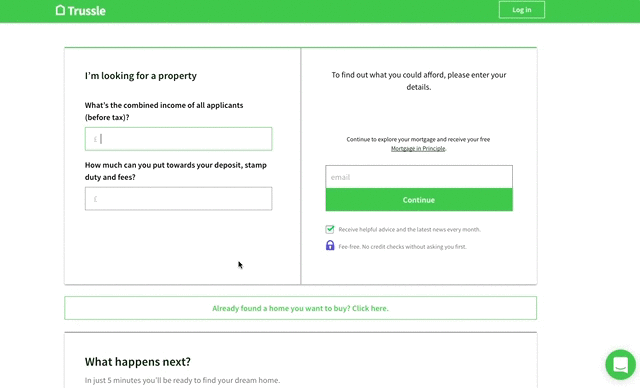 Trussle
Log in
I'm looking for a property
What's the combined income of all applicants
(before tax)?
£
How much can you put towards your deposit, stamp
duty and fees?
£
To find out what you could afford, please enter your
details.
Continue to explore your mortgage and receive your free
Mortgage in Principle.
email
Continue
Receive helpful advice and the latest news every month.
Fee-free. No credit checks without asking you first.
Already found a home you want to buy? Click here.
What happens next?
In just 5 minutes you'll be ready to find your dream home.